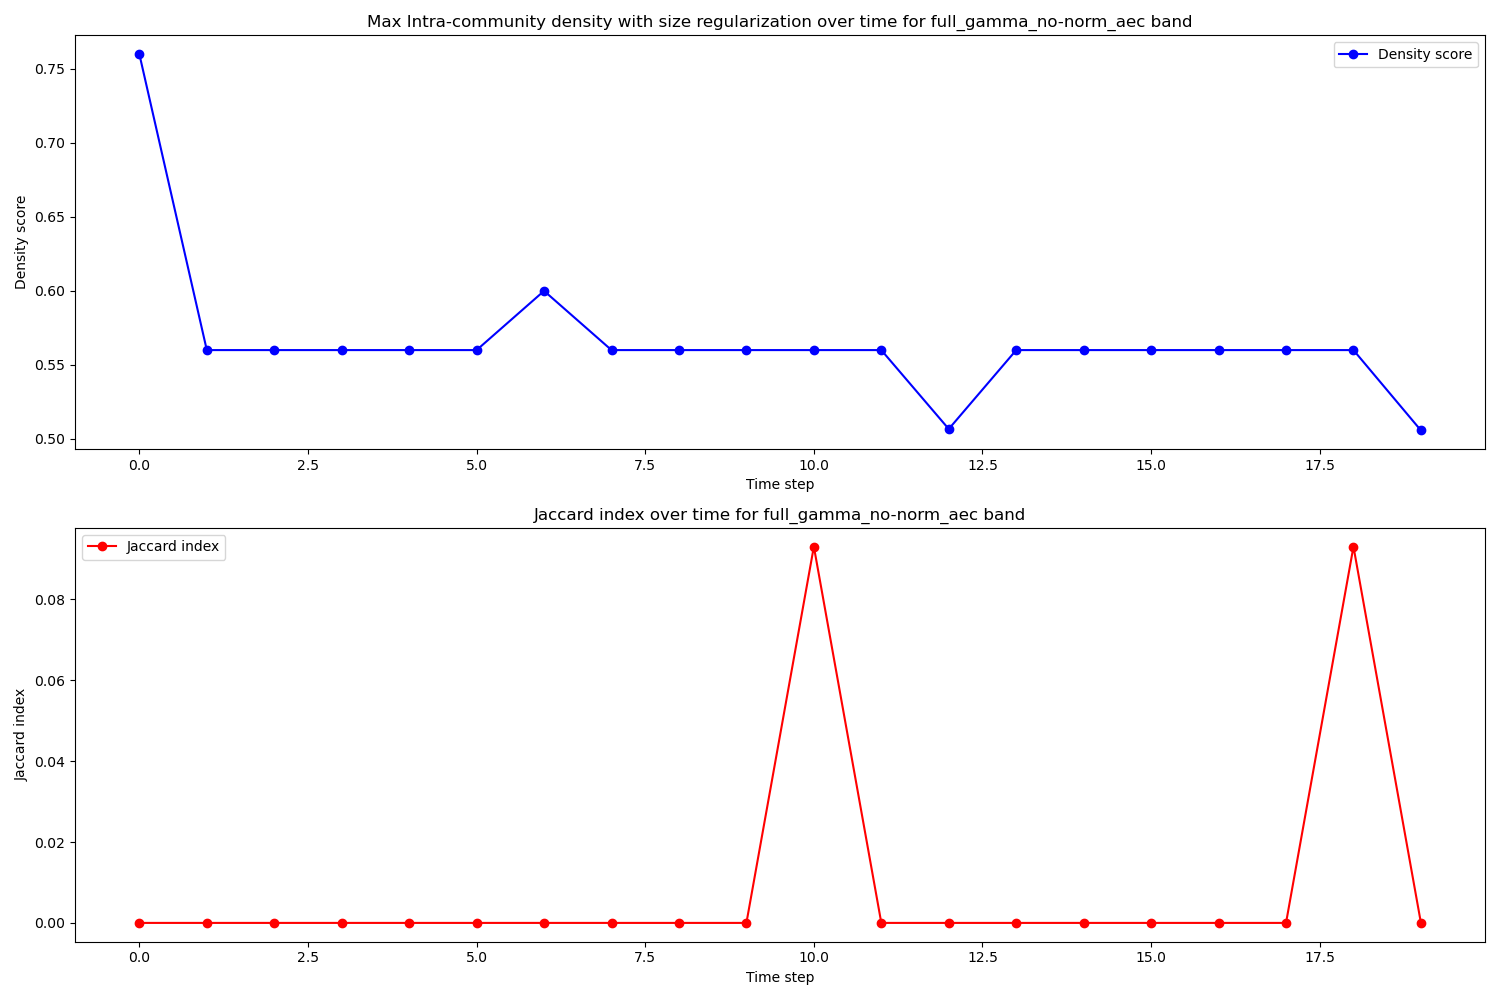 Max Intra-community density with size regularization over time for full_gamma_no-norm_aec band
Density score
0.75
0.70
0.65
0.60
0.55
0.50
Density score
0.0 2.5 5.0 7.5 10.0 12.5 15.0 17.5
Time step
Jaccard index over time for full_gamma_no-norm_aec band
Jaccard index
0.08
0.06
0.04
0.02
0.00
Jaccard index
0.0 2.5 5.0 7.5 10.0 12.5 15.0 17.5
Time step